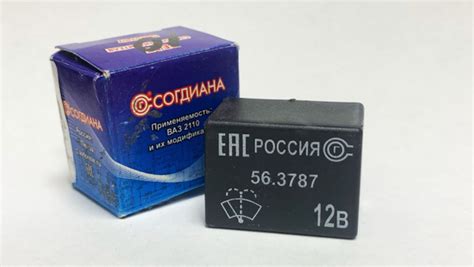 СОГДИАНА
Применяемость
ВАЗ 2110
и их модифика
ЕАС РОССИЯ
56.3787
12В